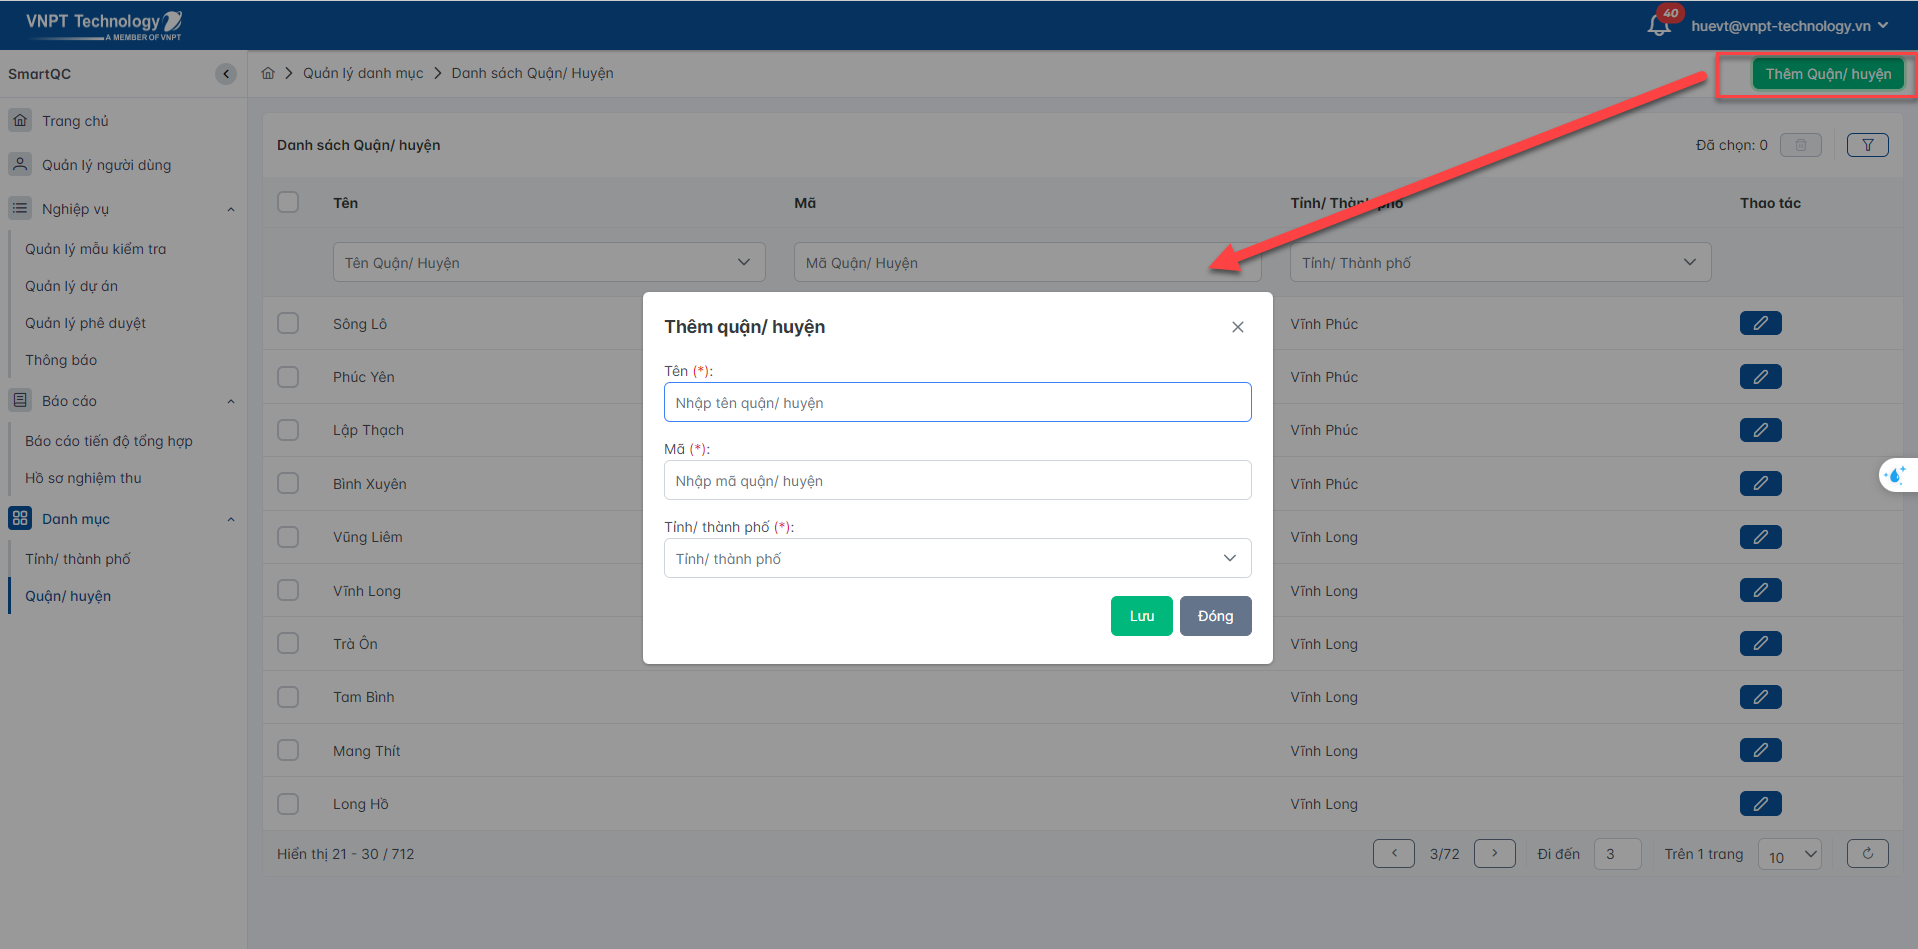 VNPT Technology
A MEMBER OF VNPT
40
huevt@vnpt-technology.vn
SmartQC
Quản lý danh mục
Danh sách Quận/ Huyện
Thêm Quận/ huyện
Trang chủ
Quản lý người dùng
Nghiệp vụ
Quản lý mẫu kiểm tra
Quản lý dự án
Quản lý phê duyệt
Thông báo
Báo cáo
Báo cáo tiến độ tổng hợp
Hồ sơ nghiệm thu
Danh mục
Tỉnh/ thành phố
Quận/ huyện
Danh sách Quận/ huyện
Đã chọn: 0
Tên
Mã
Tỉnh/ Thành phố
Thao tác
Tên Quận/ Huyện
Mã Quận/ Huyện
Tỉnh/ Thành phố
Sông Lô
Vĩnh Phúc
Phúc Yên
Vĩnh Phúc
Lập Thạch
Vĩnh Phúc
Bình Xuyên
Vĩnh Phúc
Vũng Liêm
Vĩnh Long
Vĩnh Long
Vĩnh Long
Trà Ôn
Vĩnh Long
Tam Bình
Vĩnh Long
Mang Thít
Vĩnh Long
Long Hồ
Vĩnh Long
Thêm quận/ huyện
Tên (*):
Nhập tên quận/ huyện
Mã (*):
Nhập mã quận/ huyện
Tỉnh/ thành phố (*):
Tỉnh/ thành phố
Lưu
Đóng
Hiển thị 21 - 30 / 712
3/72
Đi đến
3
Trên 1 trang
10